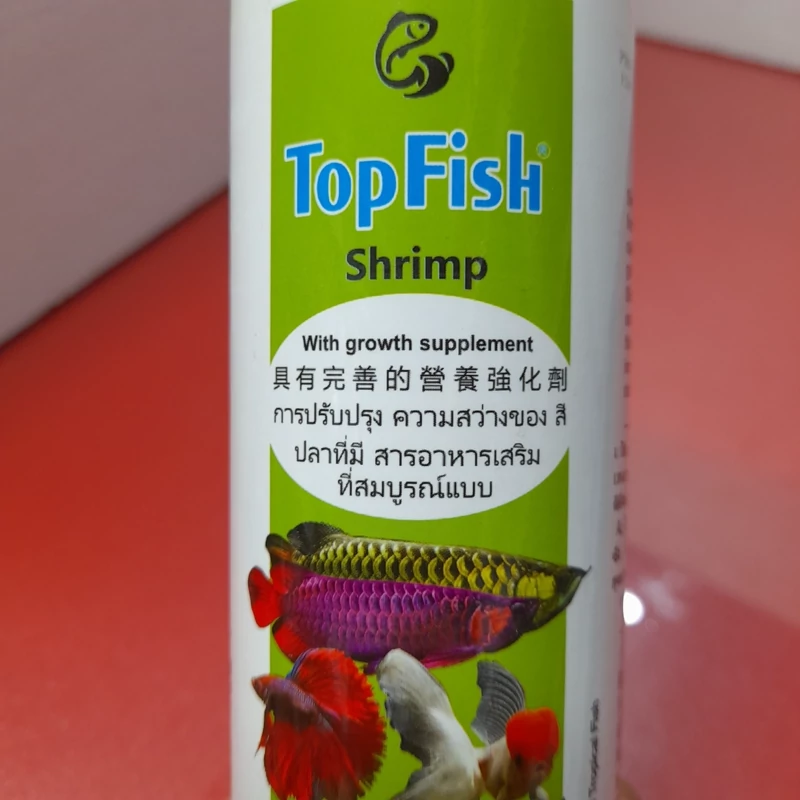 TopFish®
Shrimp
With growth supplement
具有完善的營養強化劑
การปรับปรุง ความสว่างของ สี
ปลาที่มี สารอาหารเสริม
ที่สมบูรณ์แบบ
Tropical Fish